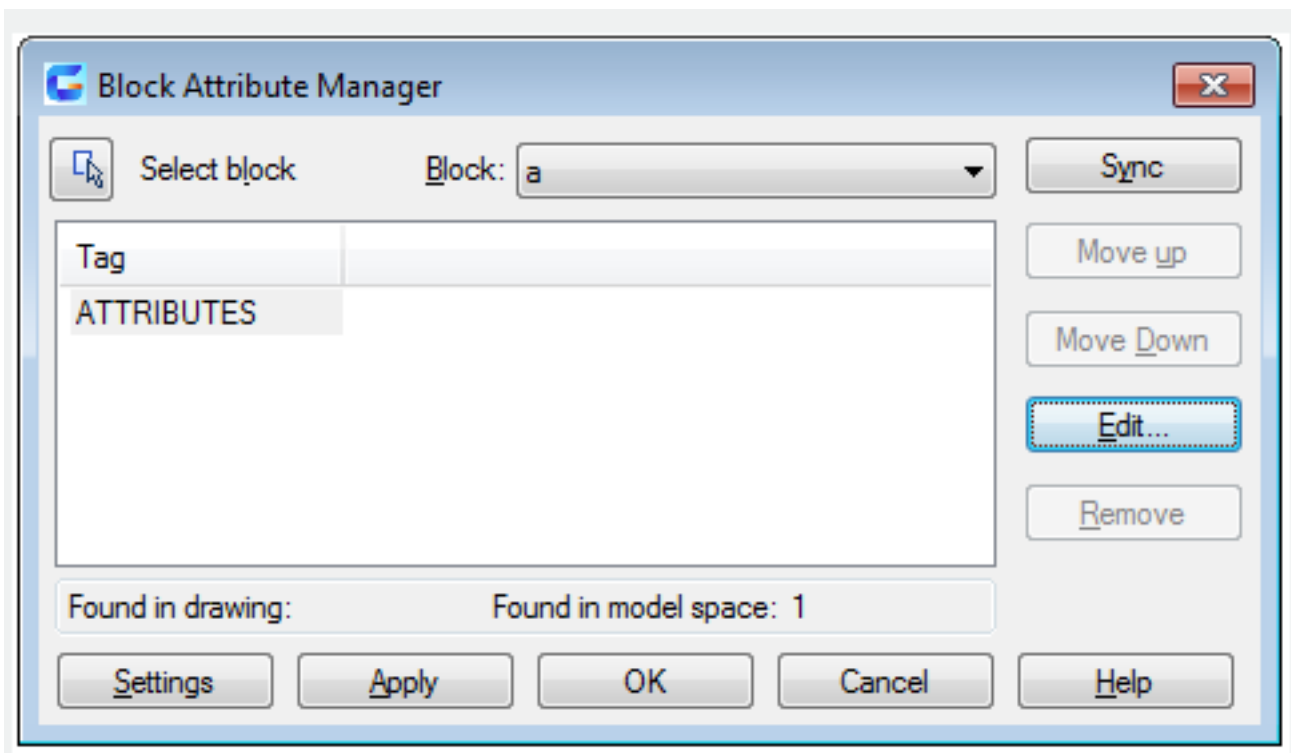 Block Attribute Manager
Select block Block: a Sync
Tag
Move up
ATTRIBUTES
Move Down
Edit...
Remove
Found in drawing: Found in model space: 1
Settings Apply OK Cancel Help